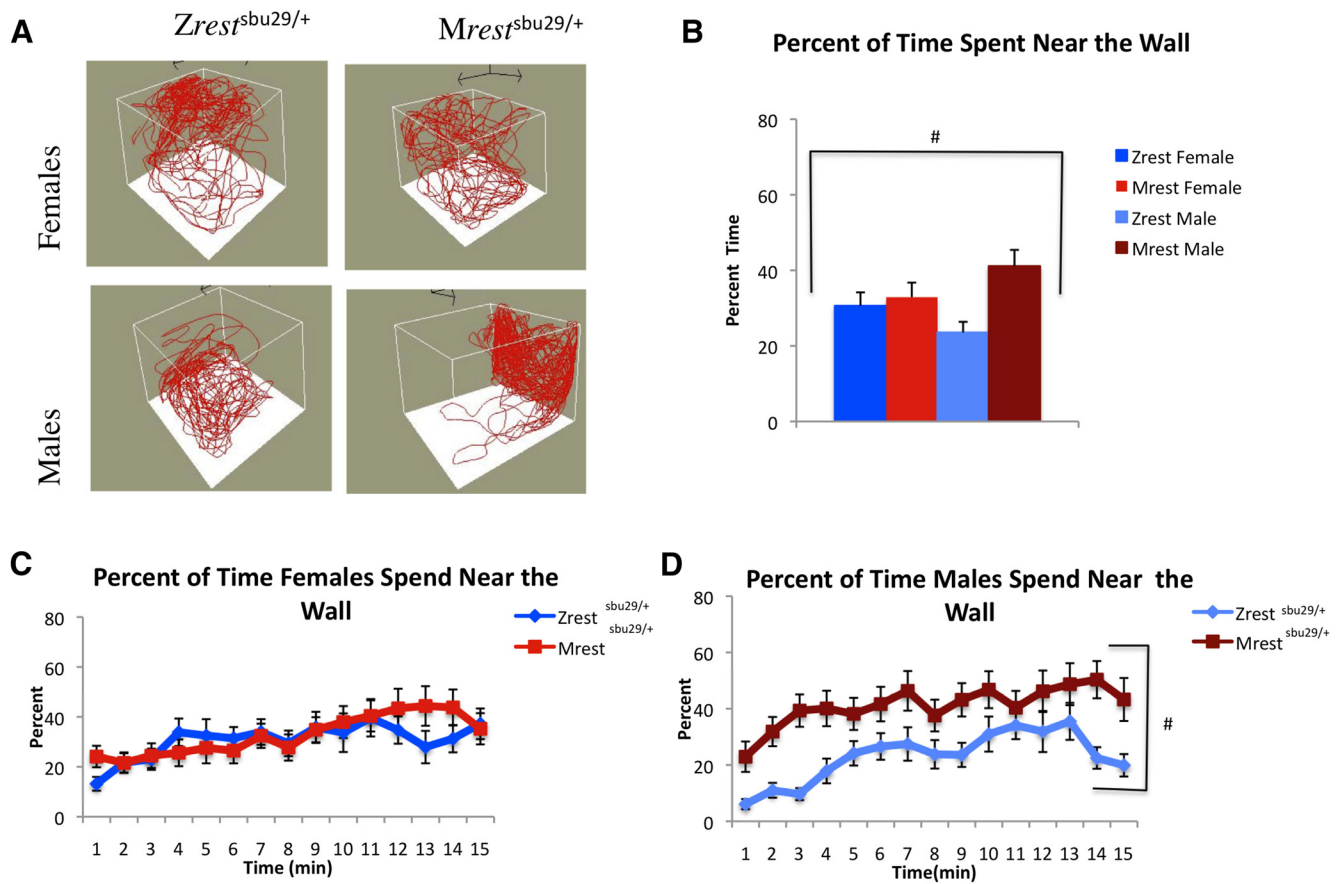 A
Zrest sbu29/+
Mrest sbu29/+
Females
Males
B
Percent of Time Spent Near the Wall
Percent Time
80
60
40
20
0
#
Zrest Female
Mrest Female
Zrest Male
Mrest Male
C
Percent of Time Females Spend Near the
Wall
Percent
80
60
40
20
0
1 2 3 4 5 6 7 8 9 10 11 12 13 14 15
Time (min)
Zrest sbu29/+
Mrest sbu29/+
D
Percent of Time Males Spend Near the
Wall
Percent
80
60
40
20
0
1 2 3 4 5 6 7 8 9 10 11 12 13 14 15
Time(min)
Zrest sbu29/+
Mrest sbu29/+
#